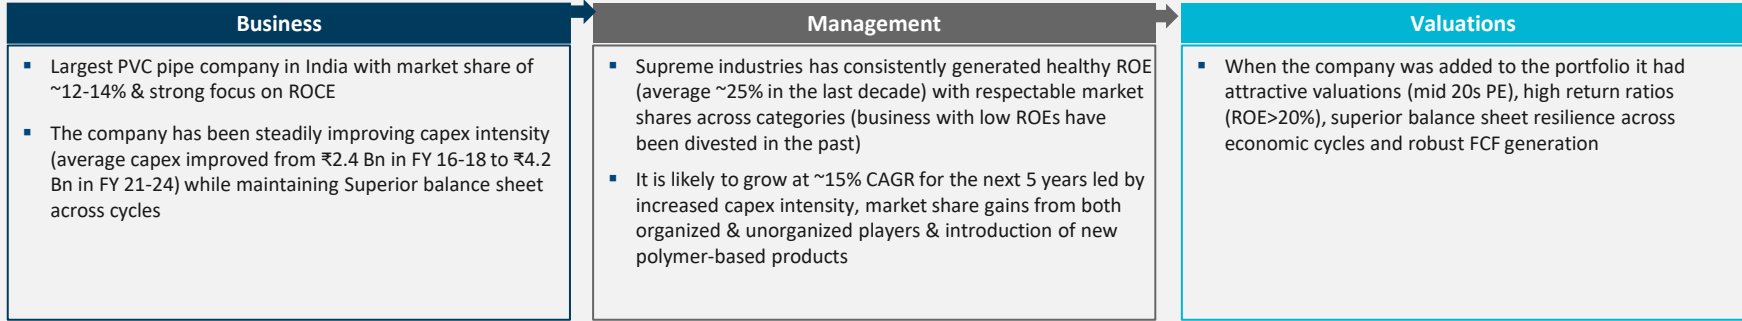 Business
▪ Largest PVC pipe company in India with market share of
~12-14% & strong focus on ROCE
▪ The company has been steadily improving capex intensity
(average capex improved from ₹2.4 Bn in FY 16-18 to ₹4.2
Bn in FY 21-24) while maintaining Superior balance sheet
across cycles
Management
▪ Supreme industries has consistently generated healthy ROE
(average ~25% in the last decade) with respectable market
shares across categories (business with low ROEs have
been divested in the past)
▪ It is likely to grow at ~15% CAGR for the next 5 years led by
increased capex intensity, market share gains from both
organized & unorganized players & introduction of new
polymer-based products
Valuations
▪ When the company was added to the portfolio it had
attractive valuations (mid 20s PE), high return ratios
(ROE>20%), superior balance sheet resilience across
economic cycles and robust FCF generation